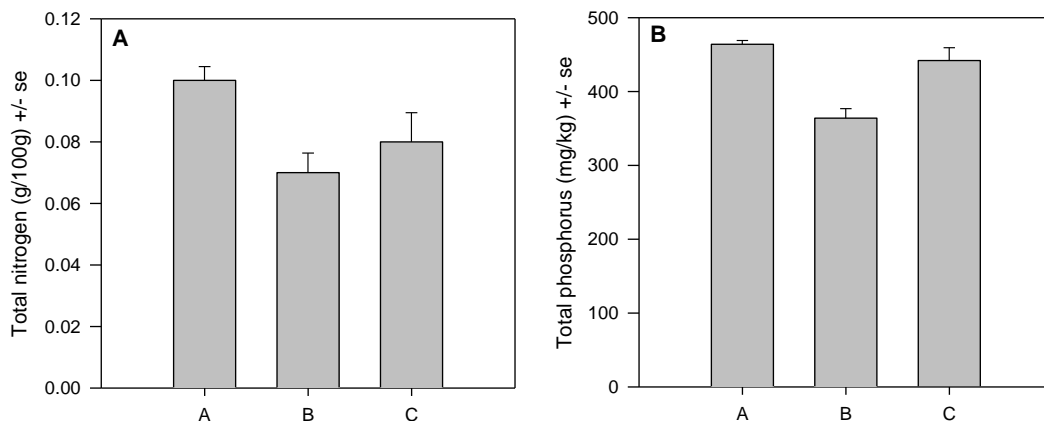 A
Total nitrogen (g/100g) +/- se
0.12
0.10
0.08
0.06
0.04
0.02
0.00
A B C
B
Total phosphorus (mg/kg) +/- se
500
400
300
200
100
0
A B C